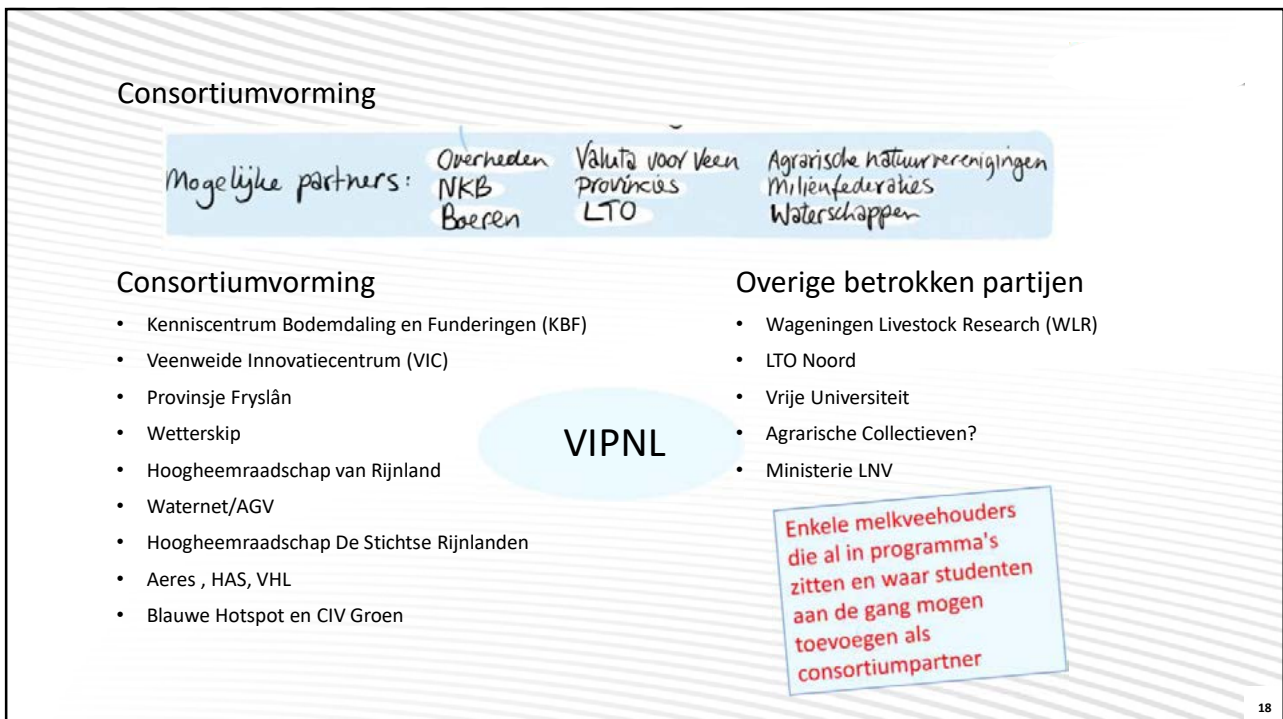 Consortiumvorming
Mogelijke partners:
Overheden
NKB
Boeren
Valuta voor Veen
Provincies
LTO
Agrarische natuurverenigingen
Miliënfederaties
Waterschappen
Consortiumvorming
• Kenniscentrum Bodemdaling en Funderingen (KBF)
• Veenweide Innovatiecentrum (VIC)
• Provinsje Fryslân
• Wetterskip
• Hoogheemraadschap van Rijnland
• Waternet/AGV
• Hoogheemraadschap De Stichtse Rijnlanden
• Aeres , HAS, VHL
• Blauwe Hotspot en CIV Groen
VIPNL
Overige betrokken partijen
• Wageningen Livestock Research (WLR)
• LTO Noord
• Vrije Universiteit
• Agrarische Collectieven?
• Ministerie LNV
Enkele melkveehouders
die al in programma's
zitten en waar studenten
aan de gang mogen
toevoegen als
consortiumpartner
18